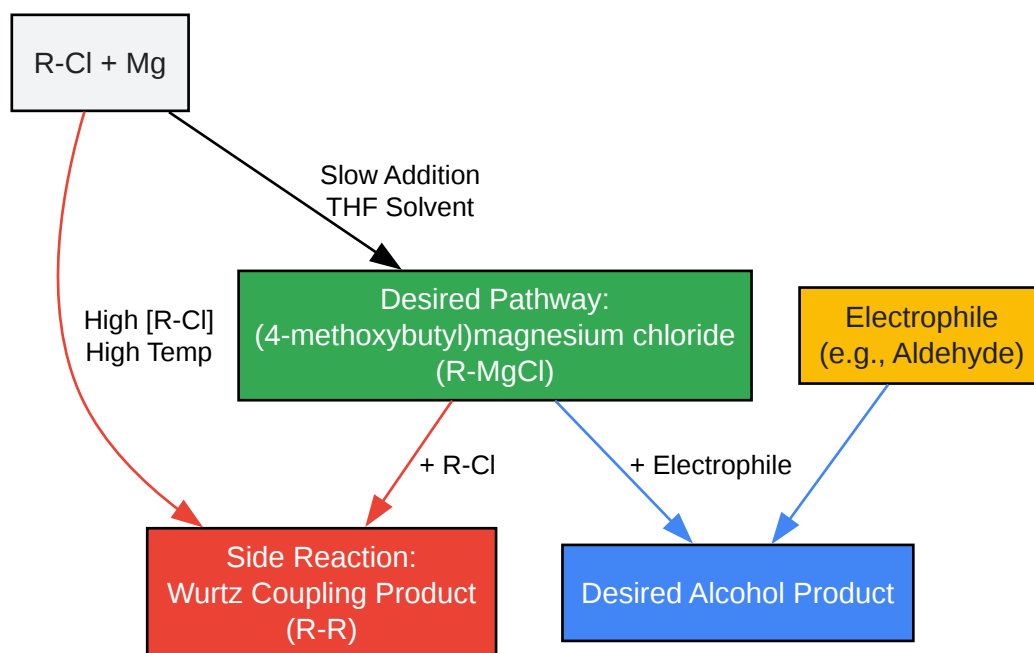 R-Cl + Mg
Slow Addition
THF Solvent
High [R-Cl]
High Temp
Desired Pathway:
(4-methoxybutyl)magnesium chloride
(R-MgCl)
Electrophile
(e.g., Aldehyde)
+ R-Cl
+ Electrophile
Side Reaction:
Wurtz Coupling Product
(R-R)
Desired Alcohol Product